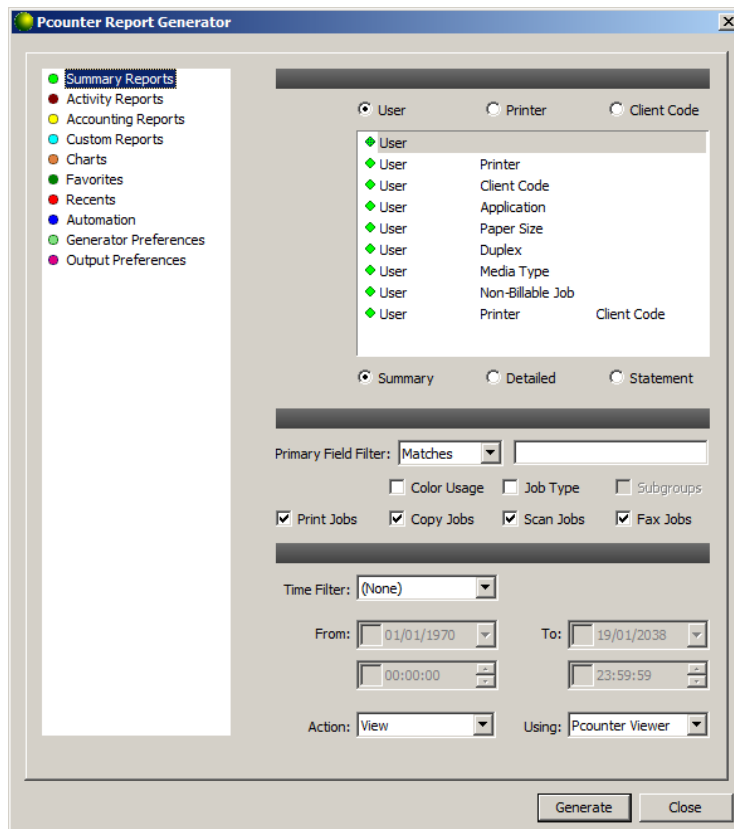 Pcounter Report Generator
Summary Reports
Activity Reports
Accounting Reports
Custom Reports
Charts
Favorites
Recents
Automation
Generator Preferences
Output Preferences
User Printer Client Code
User
User Printer
User Client Code
User Application
User Paper Size
User Duplex
User Media Type
User Non-Billable Job
User Printer Client Code
Summary Detailed Statement
Primary Field Filter: Matches
Color Usage Job Type Subgroups
Print Jobs Copy Jobs Scan Jobs Fax Jobs
Time Filter: (None)
From: 01/01/1970 To: 19/01/2038
00:00:00 23:59:59
Action: View Using: Pcounter Viewer
Generate Close